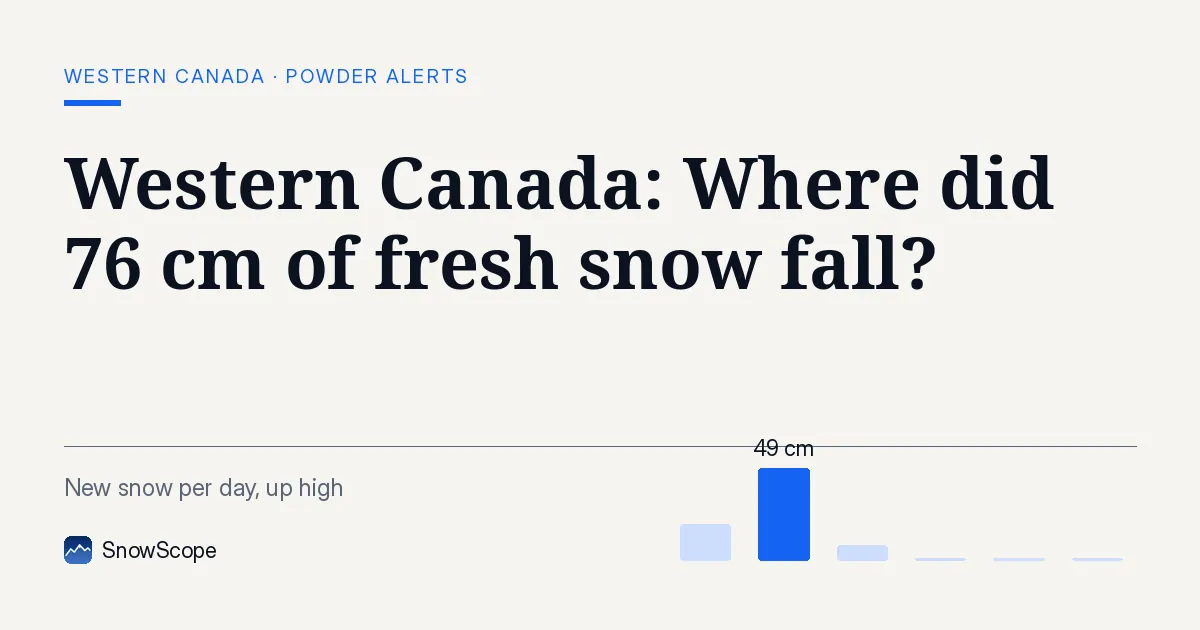 WESTERN CANADA · POWDER ALERTS
Western Canada: Where did
76 cm of fresh snow fall?
49 cm
New snow per day, up high
SnowScope